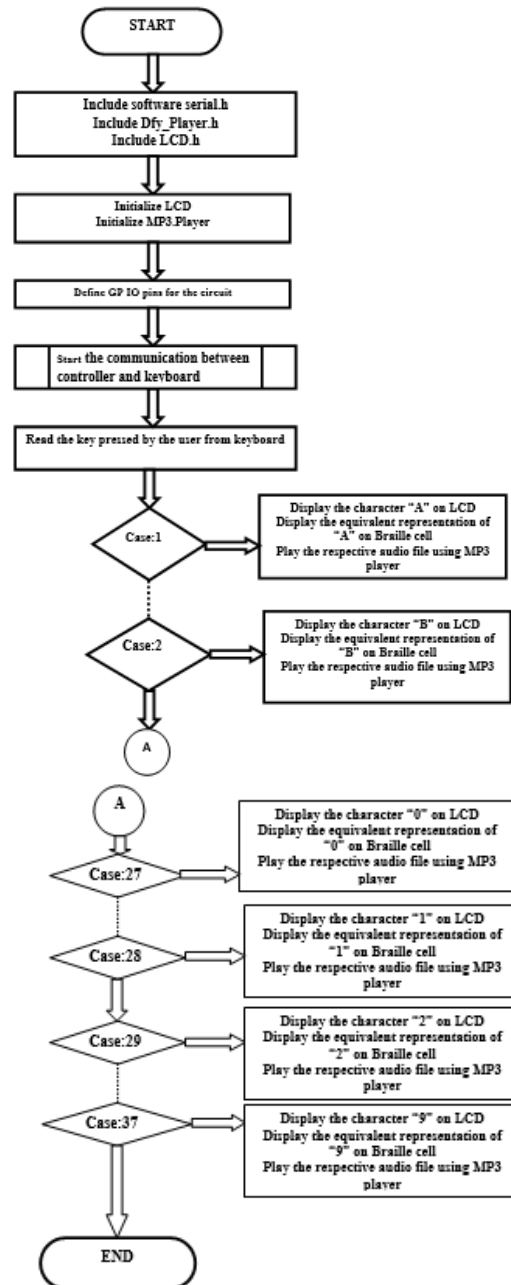 START
Include software serial.h
Include Dfy_Player.h
Include LCD.h
Initialize LCD
Initialize MP3.Player
Define GP IO pins for the circuit
Start the communication between
controller and keyboard
Read the key pressed by the user from keyboard
Case:1
Display the character “A” on LCD
Display the equivalent representation of
“A” on Braille cell
Play the respective audio file using MP3
player
Case:2
Display the character “B” on LCD
Display the equivalent representation of
“B” on Braille cell
Play the respective audio file using MP3
player
A
A
Case:27
Display the character “0” on LCD
Display the equivalent representation of
“0” on Braille cell
Play the respective audio file using MP3
player
Case:28
Display the character “1” on LCD
Display the equivalent representation of
“1” on Braille cell
Play the respective audio file using MP3
player
Case:29
Display the character “2” on LCD
Display the equivalent representation of
“2” on Braille cell
Play the respective audio file using MP3
player
Case:37
Display the character “9” on LCD
Display the equivalent representation of
“9” on Braille cell
Play the respective audio file using MP3
player
END